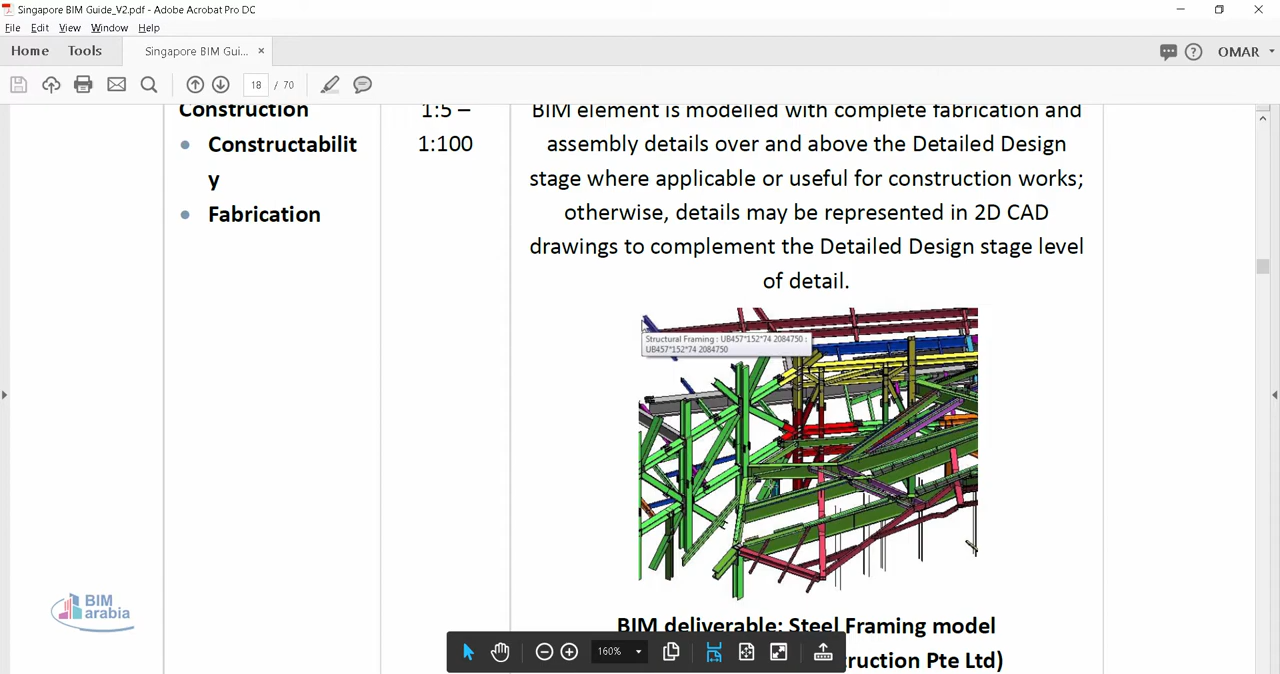 Singapore BIM Guide_V2.pdf - Adobe Acrobat Pro DC
File Edit View Window Help
Home Tools Singapore BIM Gui... × OMAR
18 / 70
Construction
• Constructabilit
y
• Fabrication
1:5 –
1:100
BIM element is modelled with complete fabrication and
assembly details over and above the Detailed Design
stage where applicable or useful for construction works;
otherwise, details may be represented in 2D CAD
drawings to complement the Detailed Design stage level
of detail.
Structural Framing : UB457*152*74 2084750 :
UB457*152*74 2084750
BIM
arabia
BIM deliverable: Steel Framing model
160%
ruction Pte Ltd)